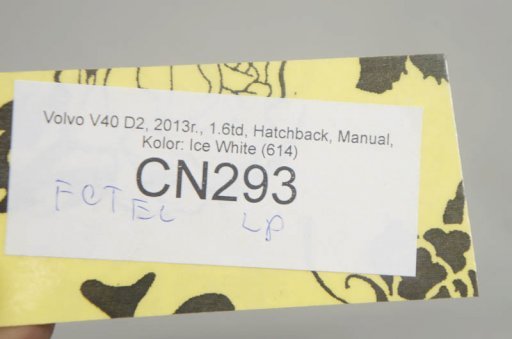 Volvo V40 D2, 2013r., 1.6td, Hatchback, Manual,
Kolor: Ice White (614)
CN293
FOTEL LP